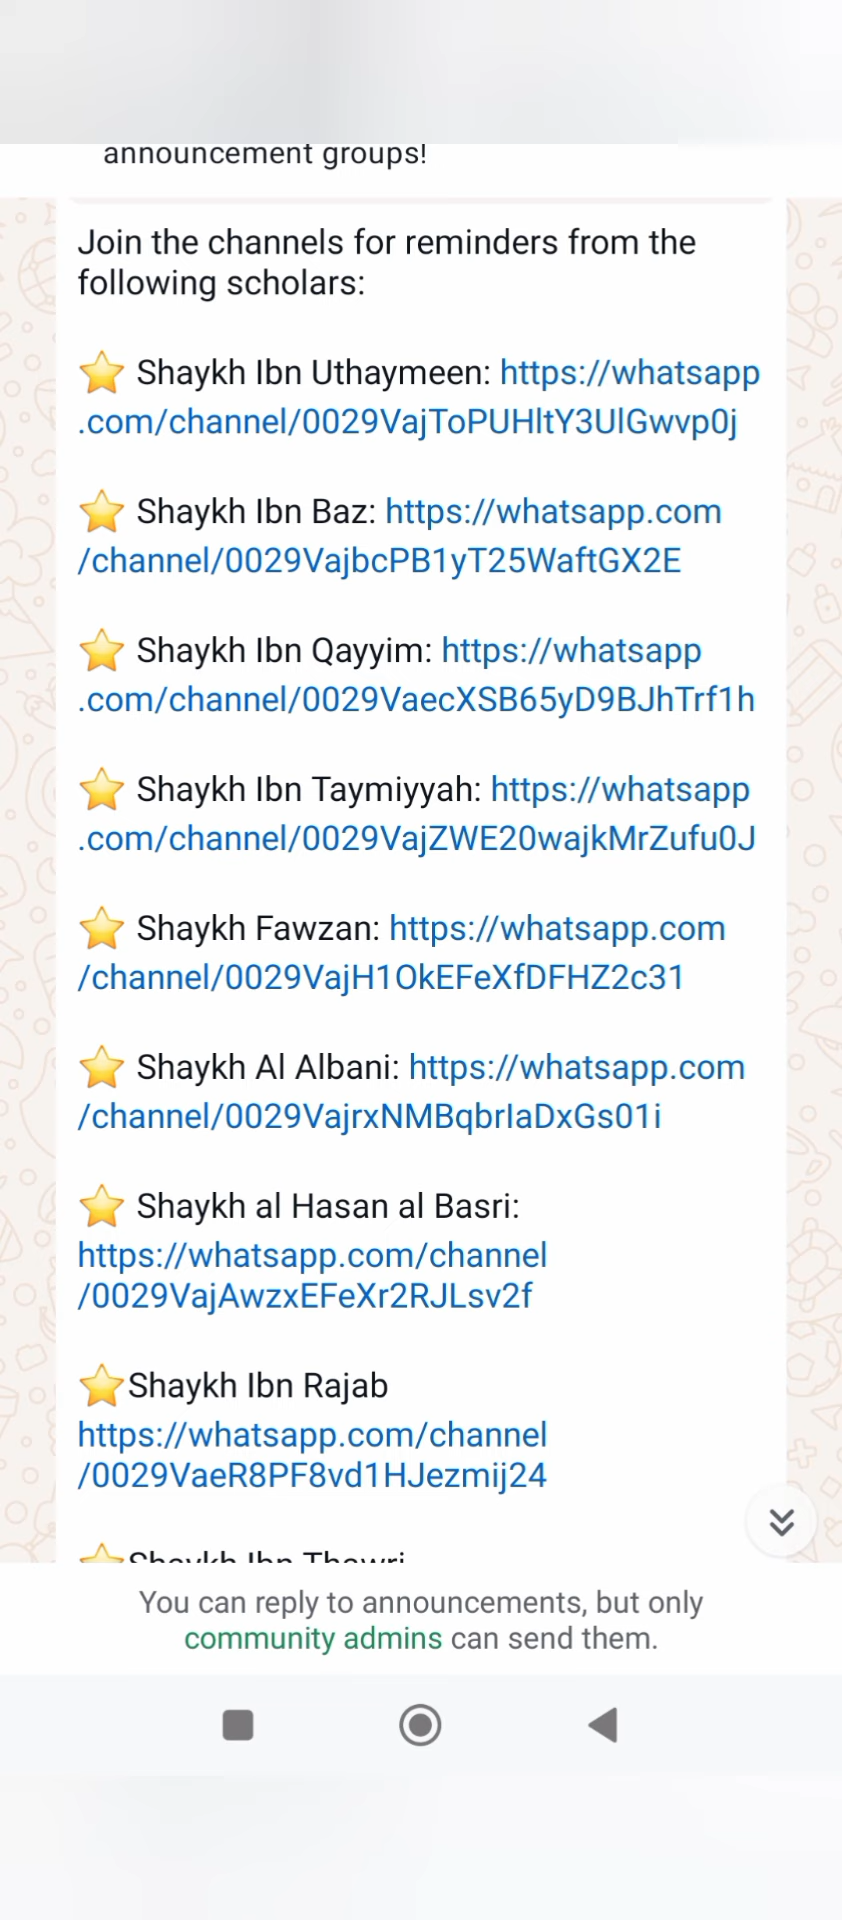 announcement groups!
Join the channels for reminders from the
following scholars:
⭐ Shaykh Ibn Uthaymeen: https://whatsapp
.com/channel/0029VajToPUHltY3UlGwvp0j
⭐ Shaykh Ibn Baz: https://whatsapp.com
/channel/0029VajbcPB1yT25WaftGX2E
⭐ Shaykh Ibn Qayyim: https://whatsapp
.com/channel/0029VaecXSB65yD9BJhTrf1h
⭐ Shaykh Ibn Taymiyyah: https://whatsapp
.com/channel/0029VajZWE20wajkMrZufu0J
⭐ Shaykh Fawzan: https://whatsapp.com
/channel/0029VajH1OkEFeXfDFHZ2c31
⭐ Shaykh Al Albani: https://whatsapp.com
/channel/0029VajrxNMBqbrIaDxGs01i
⭐ Shaykh al Hasan al Basri:
https://whatsapp.com/channel
/0029VajAwzxEFeXr2RJLsv2f
⭐Shaykh Ibn Rajab
https://whatsapp.com/channel
/0029VaeR8PF8vd1HJezmij24
⭐Shaykh Ibn Thawri
You can reply to announcements, but only
community admins can send them.